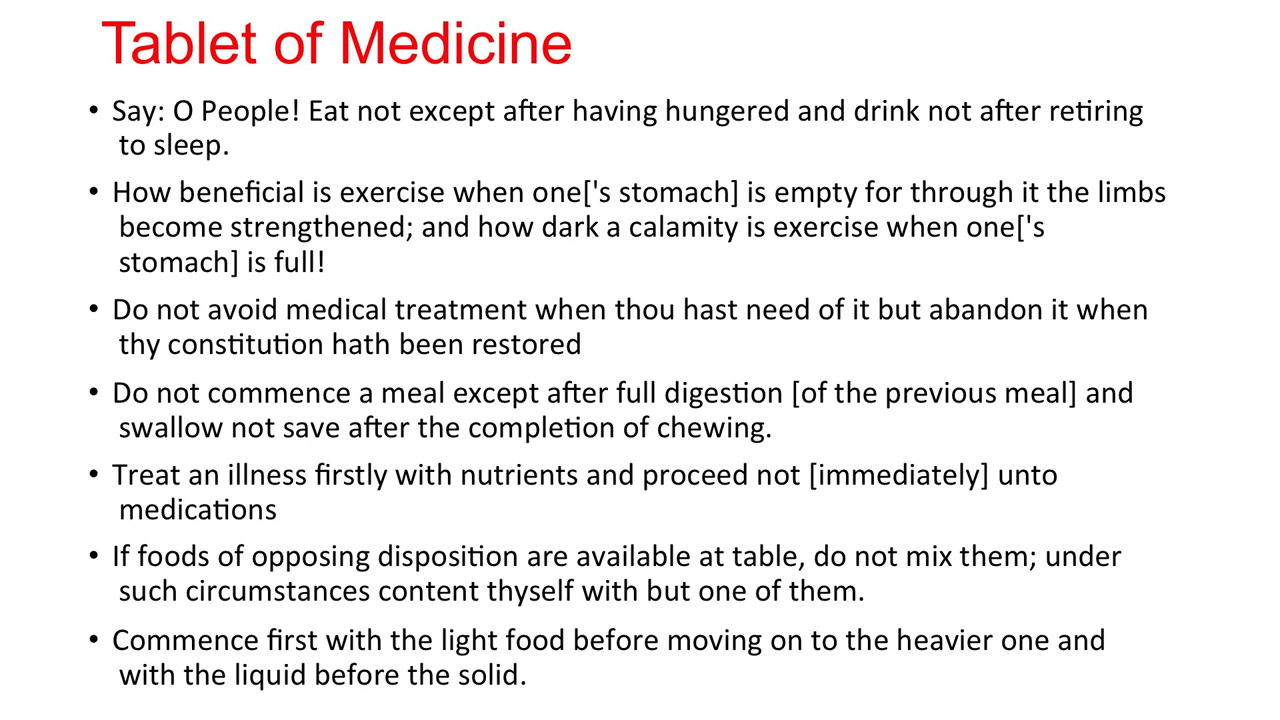 Tablet of Medicine
• Say: O People! Eat not except after having hungered and drink not after retiring
to sleep.
• How beneficial is exercise when one['s stomach] is empty for through it the limbs
become strengthened; and how dark a calamity is exercise when one['s
stomach] is full!
• Do not avoid medical treatment when thou hast need of it but abandon it when
thy constitution hath been restored
• Do not commence a meal except after full digestion [of the previous meal] and
swallow not save after the completion of chewing.
• Treat an illness firstly with nutrients and proceed not [immediately] unto
medications
• If foods of opposing disposition are available at table, do not mix them; under
such circumstances content thyself with but one of them.
• Commence first with the light food before moving on to the heavier one and
with the liquid before the solid.